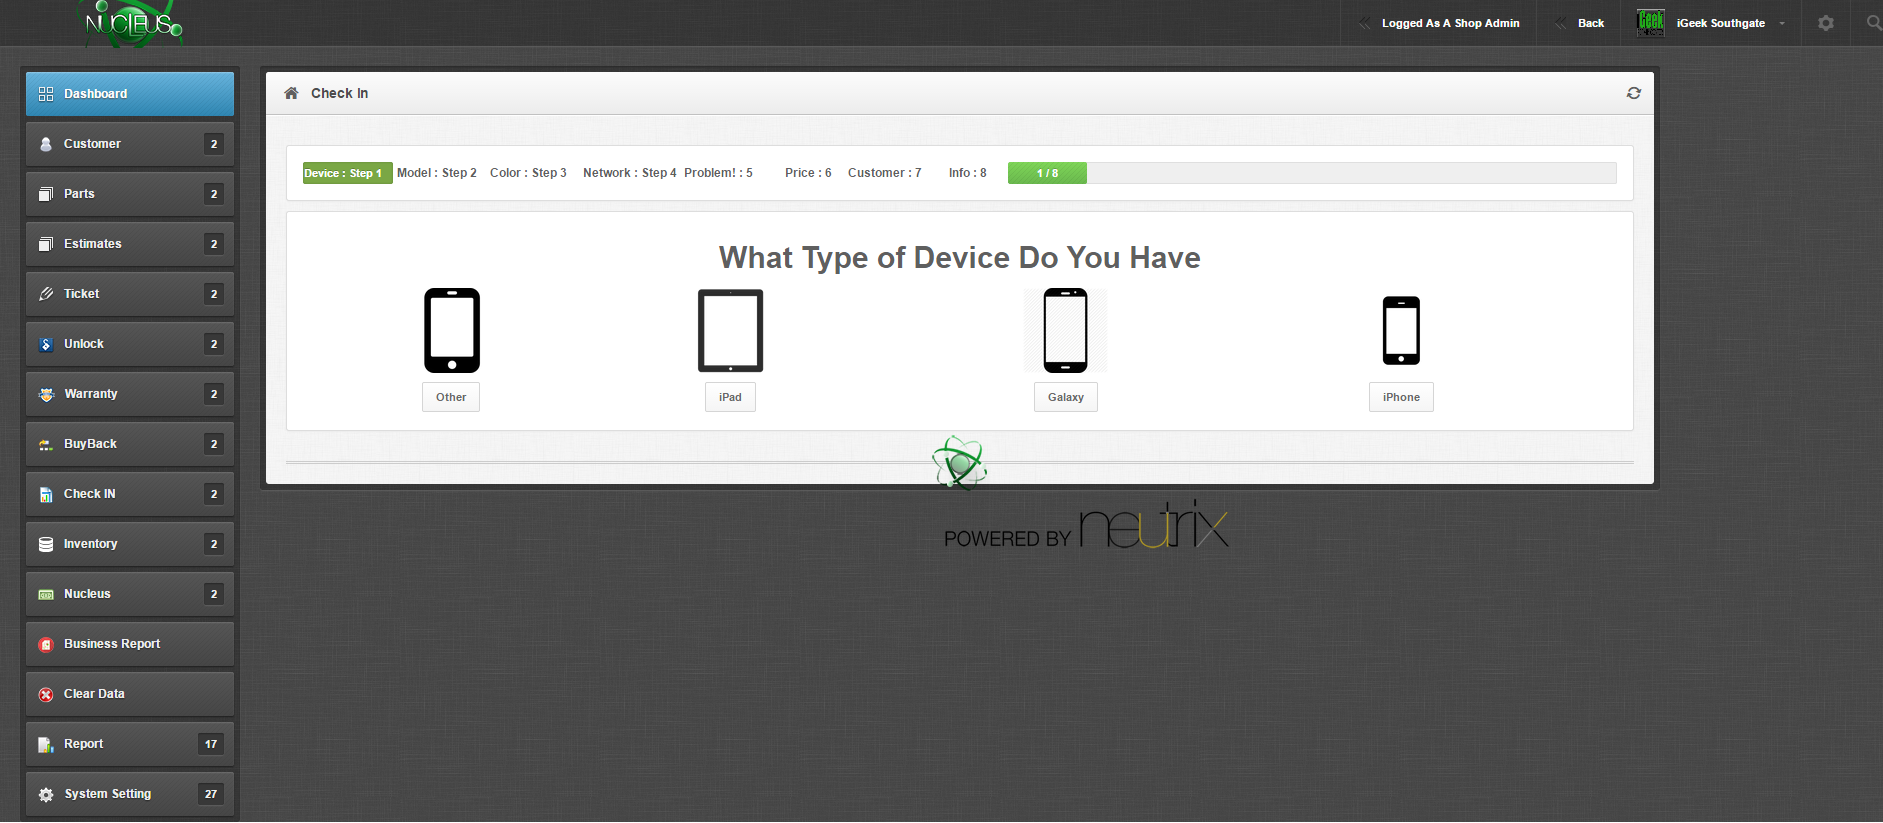 NUCLEUS
Logged As A Shop Admin
Back
iGeek
iGeek Southgate
Dashboard
Customer 2
Parts 2
Estimates 2
Ticket 2
Unlock 2
Warranty 2
BuyBack 2
Check IN 2
Inventory 2
Nucleus 2
Business Report
Clear Data
Report 17
System Setting 27
Check In
Device : Step 1 Model : Step 2 Color : Step 3 Network : Step 4 Problem! : 5 Price : 6 Customer : 7 Info : 8 1 / 8
What Type of Device Do You Have
Other iPad Galaxy iPhone
POWERED BY neutrix